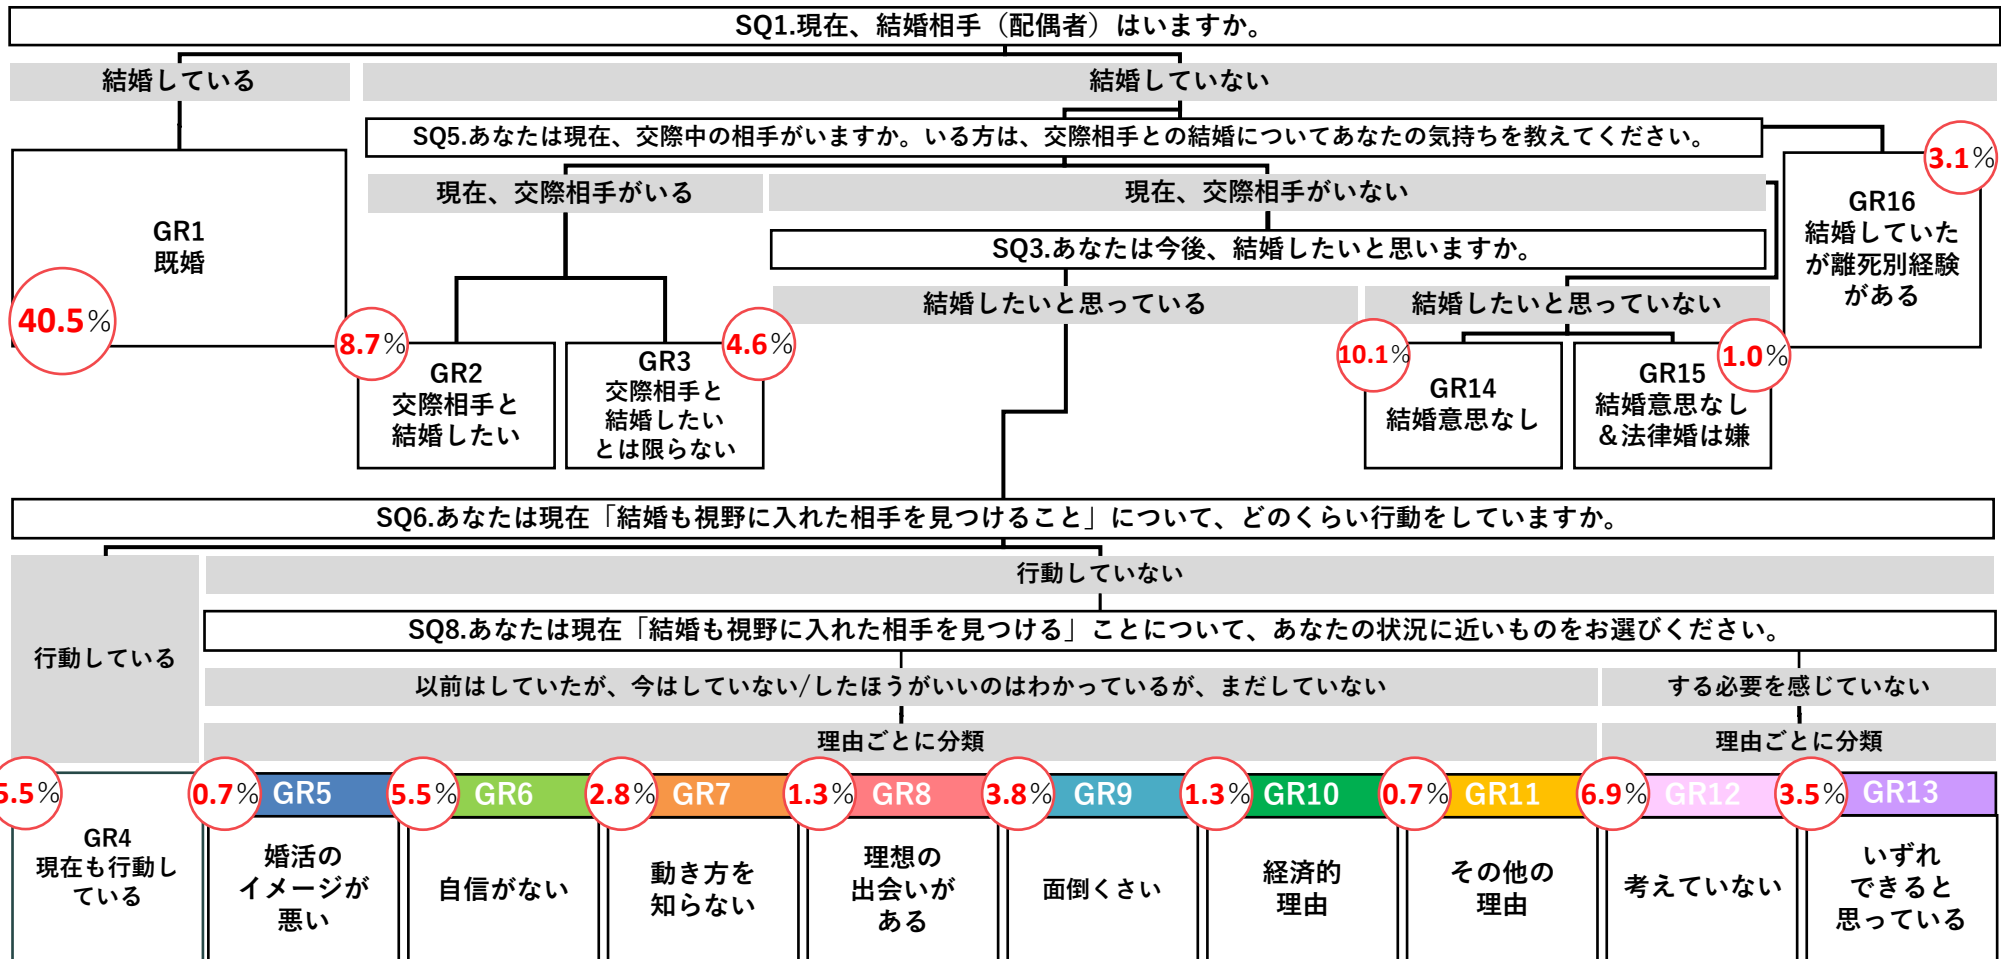 SQ1.現在、結婚相手（配偶者）はいますか。
結婚している
結婚していない
SQ5.あなたは現在、交際中の相手がいますか。いる方は、交際相手との結婚についてあなたの気持ちを教えてください。
GR1
既婚
40.5%
現在、交際相手がいる
現在、交際相手がいない
3.1%
GR16
結婚していた
が離死別経験
がある
SQ3.あなたは今後、結婚したいと思いますか。
結婚したいと思っている
結婚したいと思っていない
8.7%
GR2
交際相手と
結婚したい
4.6%
GR3
交際相手と
結婚したい
とは限らない
10.1%
GR14
結婚意思なし
1.0%
GR15
結婚意思なし
＆法律婚は嫌
SQ6.あなたは現在「結婚も視野に入れた相手を見つけること」について、どのくらい行動をしていますか。
行動している
行動していない
SQ8.あなたは現在「結婚も視野に入れた相手を見つける」ことについて、あなたの状況に近いものをお選びください。
以前はしていたが、今はしていない/したほうがいいのはわかっているが、まだしていない
する必要を感じていない
理由ごとに分類
理由ごとに分類
5.5%
GR4
現在も行動し
ている
0.7%
GR5
婚活の
イメージが
悪い
5.5%
GR6
自信がない
2.8%
GR7
動き方を
知らない
1.3%
GR8
理想の
出会いが
ある
3.8%
GR9
面倒くさい
1.3%
GR10
経済的
理由
0.7%
GR11
その他の
理由
6.9%
GR12
考えていない
3.5%
GR13
いずれ
できると
思っている